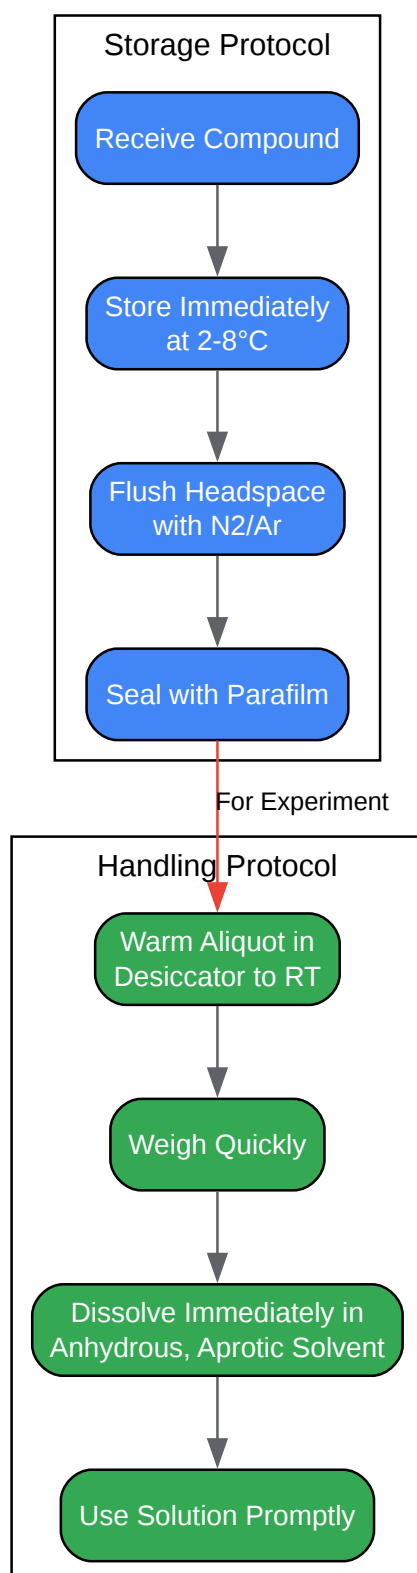 Storage Protocol
Receive Compound
Store Immediately
at 2-8°C
Flush Headspace
with N2/Ar
Seal with Parafilm
For Experiment
Handling Protocol
Warm Aliquot in
Desiccator to RT
Weigh Quickly
Dissolve Immediately in
Anhydrous, Aprotic Solvent
Use Solution Promptly